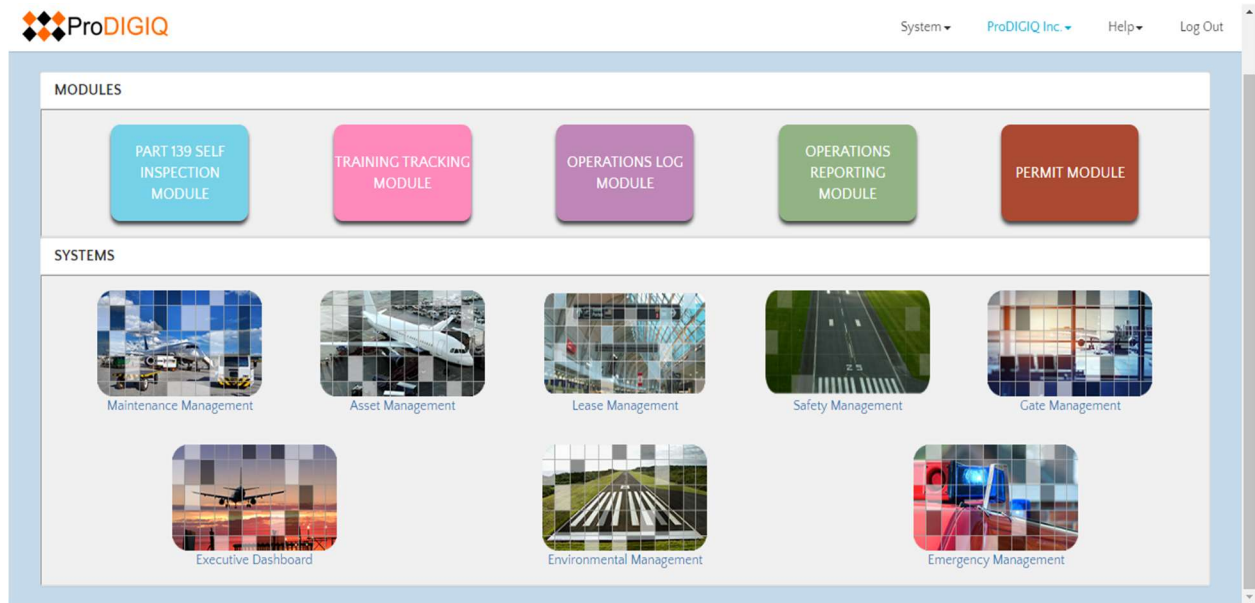 ProDIGIQ
System ProDIGIQ Inc. Help Log Out
MODULES
PART 139 SELF
INSPECTION
MODULE
TRAINING TRACKING
MODULE
OPERATIONS LOG
MODULE
OPERATIONS
REPORTING
MODULE
PERMIT MODULE
SYSTEMS
25
Maintenance Management
Asset Management
Lease Management
Safety Management
Gate Management
Executive Dashboard
Environmental Management
Emergency Management